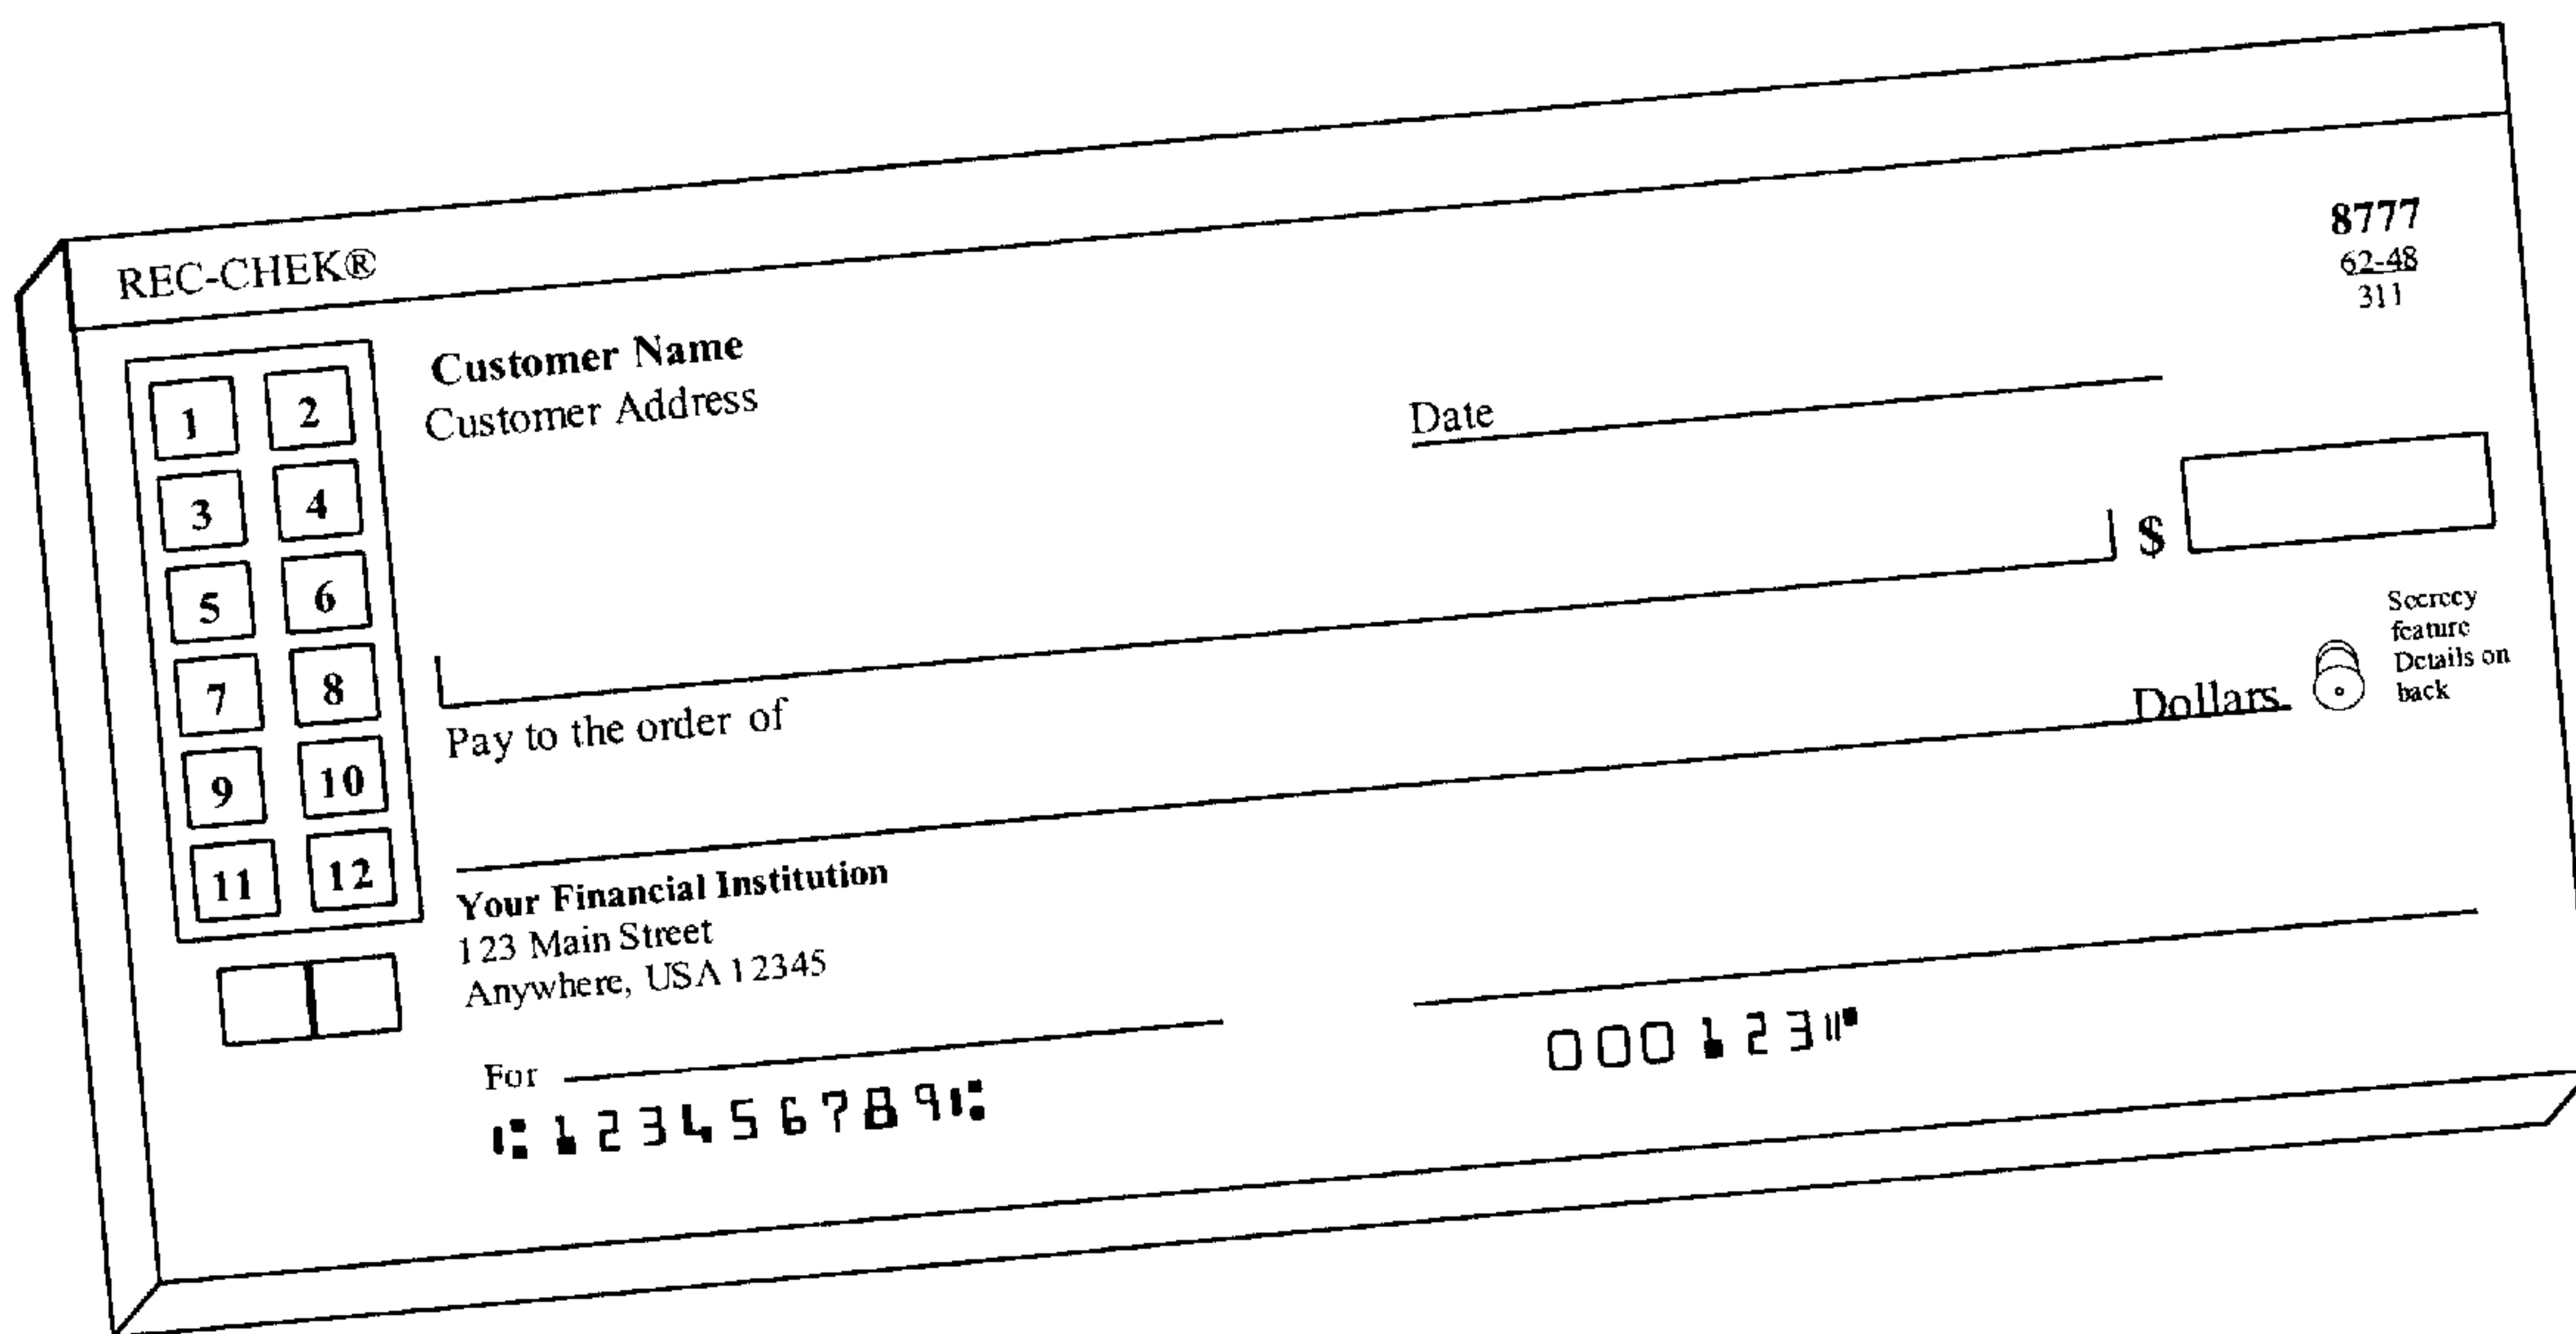 REC-CHEK®
8777
62-48
311
Customer Name
Customer Address
Date
1 2
3 4
5 6
7 8
9 10
11 12
$
Pay to the order of
Dollars
Secrecy
feature
Details on
back
Your Financial Institution
123 Main Street
Anywhere, USA 12345
For
⑆123456789⑆
000123⑈